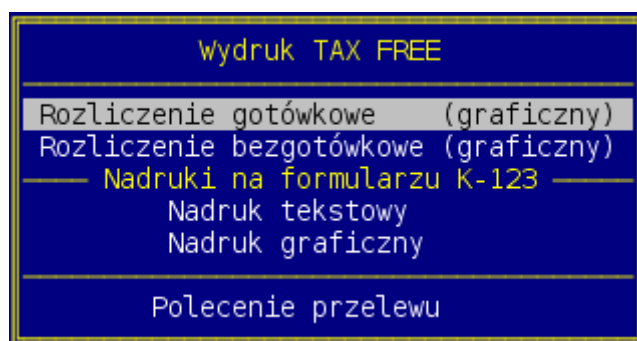 Wydruk TAX FREE
Rozliczenie gotówkowe (graficzny)
Rozliczenie bezgotówkowe (graficzny)
Nadruki na formularzu K-123
Nadruk tekstowy
Nadruk graficzny
Polecenie przelewu